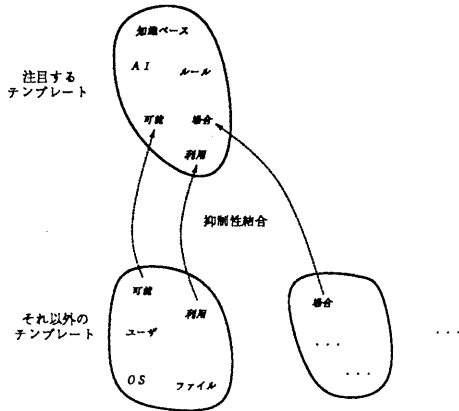 知識ベース
AI ルール
注目する
テンプレート
可能 場合
利用
抑制性結合
可能
利用
場合
それ以外の
テンプレート
ユーザ
. . .
. . .
. . .
OS ファイル